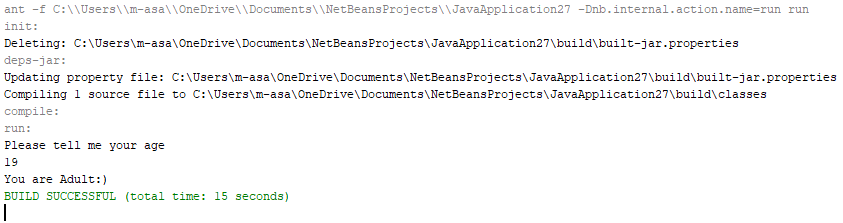 ant -f C:\\Users\\m-asa\\OneDrive\\Documents\\NetBeansProjects\\JavaApplication27 -Dnb.internal.action.name=run run
init:
Deleting: C:\Users\m-asa\OneDrive\Documents\NetBeansProjects\JavaApplication27\build\built-jar.properties
deps-jar:
Updating property file: C:\Users\m-asa\OneDrive\Documents\NetBeansProjects\JavaApplication27\build\built-jar.properties
Compiling 1 source file to C:\Users\m-asa\OneDrive\Documents\NetBeansProjects\JavaApplication27\build\classes
compile:
run:
Please tell me your age
19
You are Adult:)
BUILD SUCCESSFUL (total time: 15 seconds)